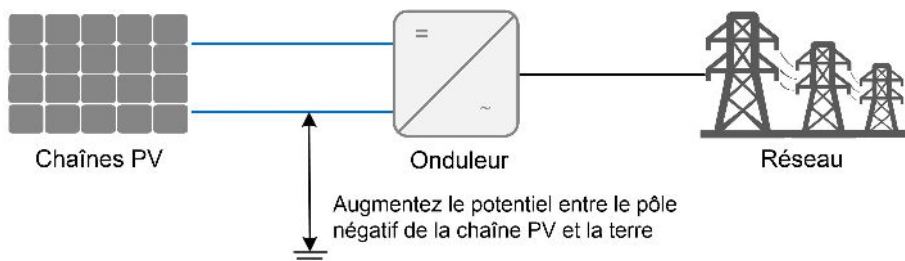 Chaînes PV
Onduleur
Réseau
Augmentez le potentiel entre le pôle
négatif de la chaîne PV et la terre